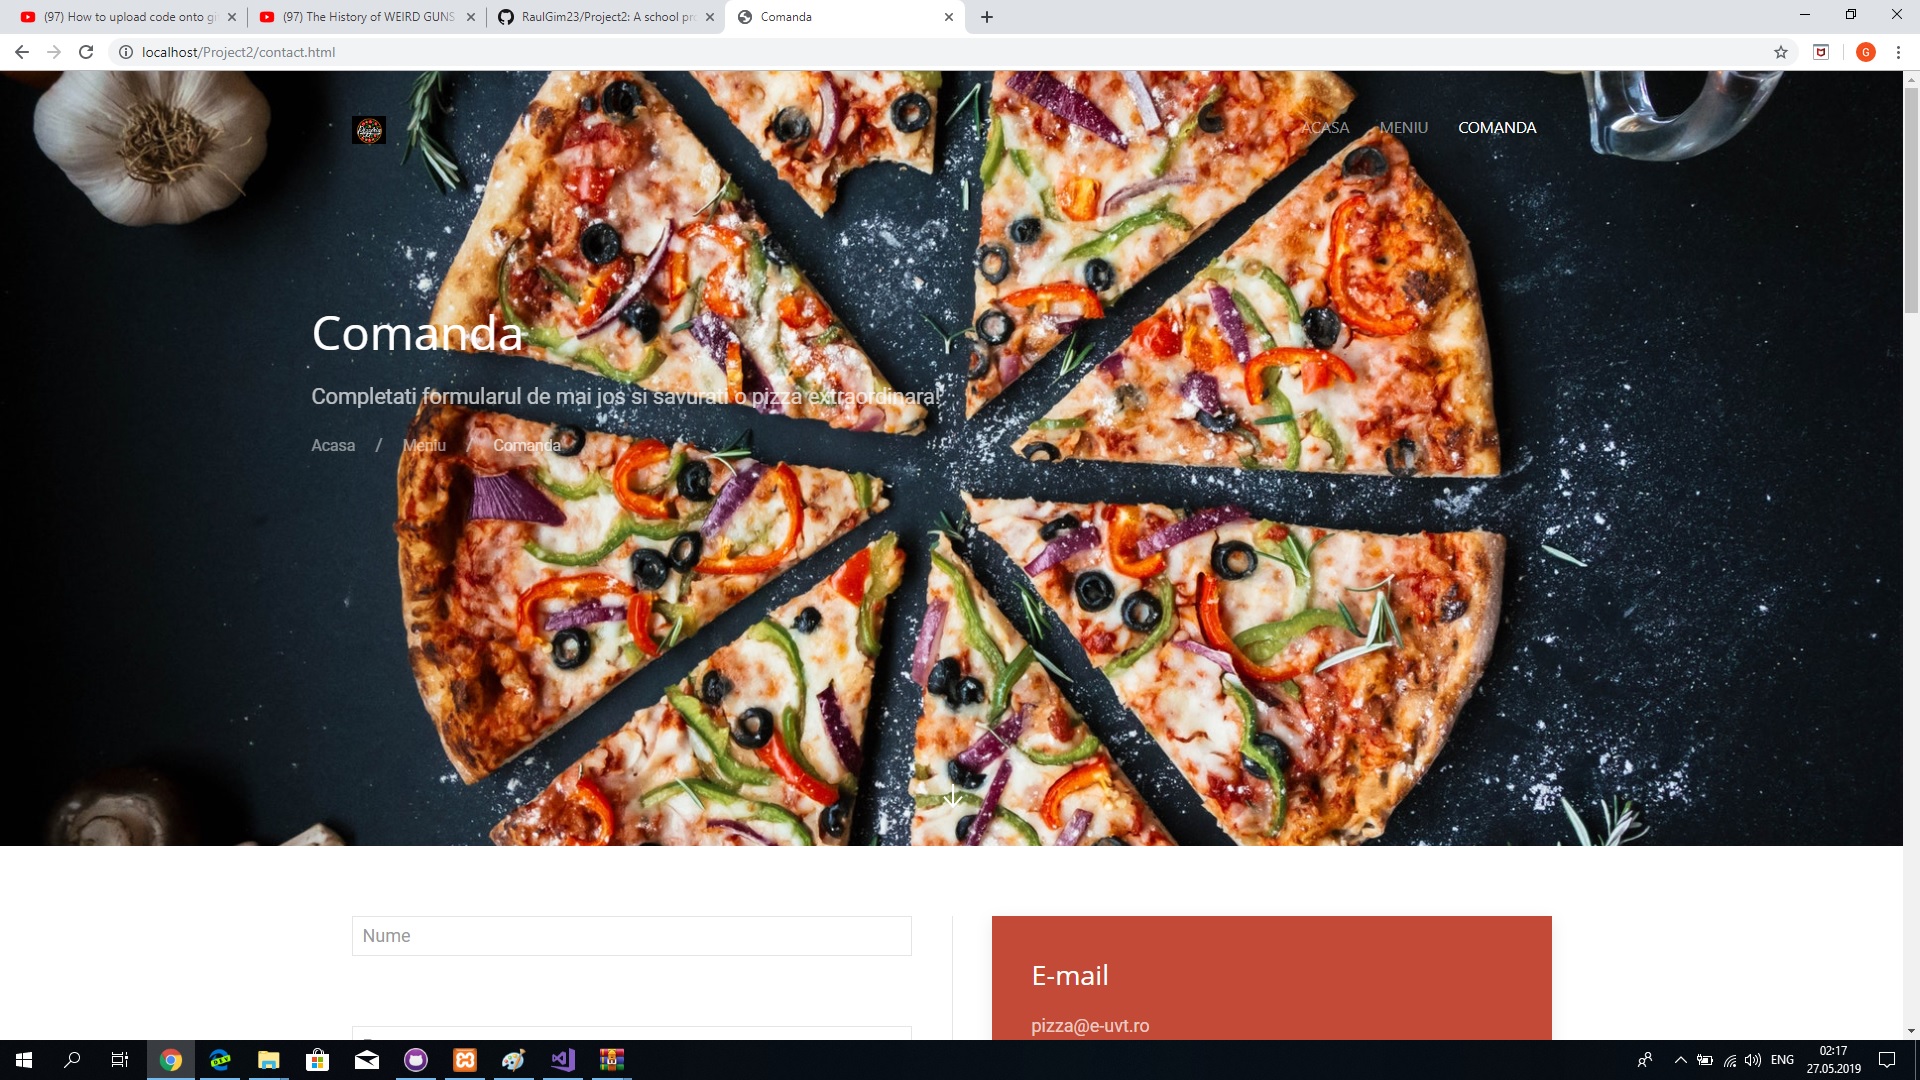 (97) How to upload code onto gi
(97) The History of WEIRD GUNS
RaulGim23/Project2: A school pr
Comanda
localhost/Project2/contact.html
G
ACASA
MENIU
COMANDA
Comanda
Completati formularul de mai jos si savurati o pizza extraordinara!
Acasa / Meniu / Comanda
Nume
E-mail
pizza@e-uvt.ro
ENG
02:17
27.05.2019